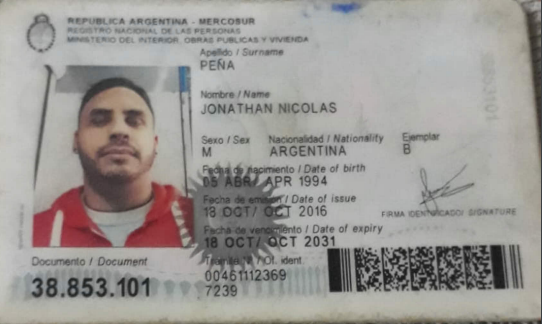 REPUBLICA ARGENTINA - MERCOSUR
REGISTRO NACIONAL DE LAS PERSONAS
MINISTERIO DEL INTERIOR, OBRAS PUBLICAS Y VIVIENDA
Apellido / Surname
PEÑA
Nombre / Name
JONATHAN NICOLAS
Sexo / Sex Nacionalidad / Nationality Ejemplar
M ARGENTINA B
Fecha de nacimiento / Date of birth
05 ABR/ APR 1994
Fecha de emisión / Date of issue
18 OCT/ OCT 2016
FIRMA IDENTIFICADO/ SIGNATURE
Fecha de vencimiento / Date of expiry
18 OCT/ OCT 2031
Documento / Document
Trámite Nº / Of. ident.
38.853.101
00461112369
7239